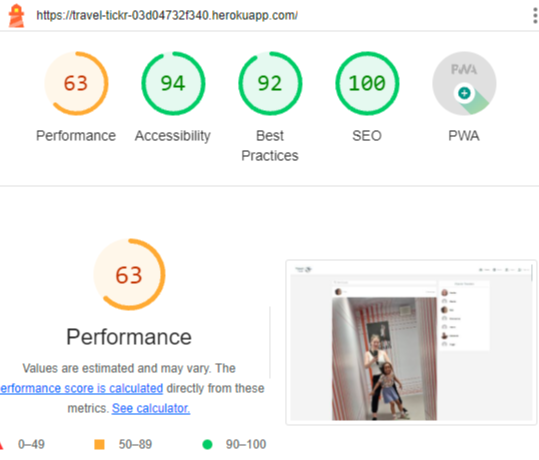 https://travel-tickr-03d04732f340.herokuapp.com/
63
94
92
100
PWA
Performance
Accessibility
Best
Practices
SEO
PWA
63
Performance
Values are estimated and may vary. The
erformance score is calculated directly from these
metrics. See calculator.
0–49
50–89
90–100